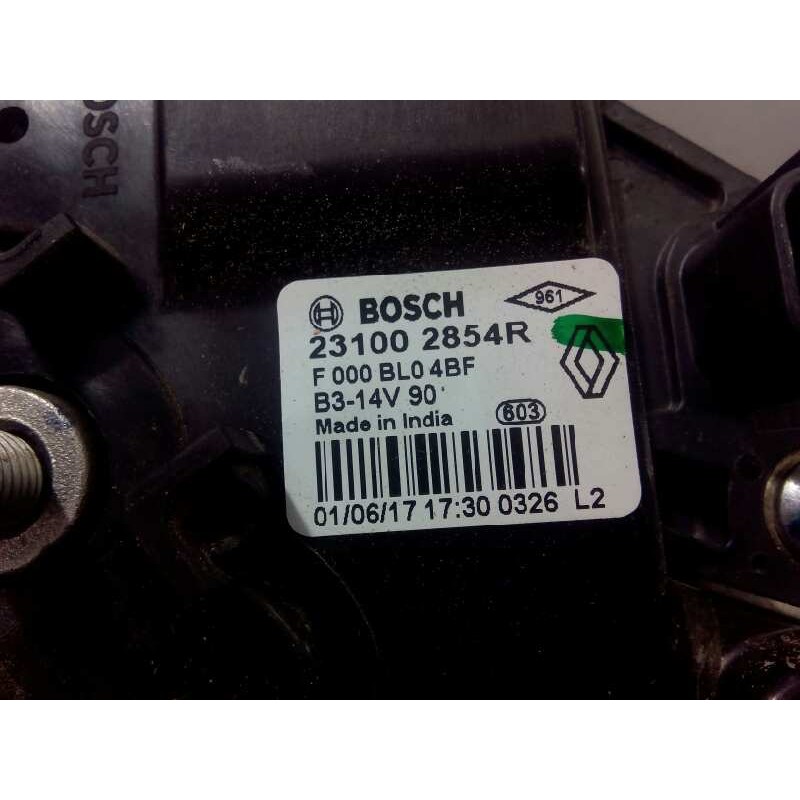 BOSCH
BOSCH
961
23100 2854R
F 000 BL0 4BF
B3-14V 90
Made in India
603
01/06/17 17:30 0326 L2